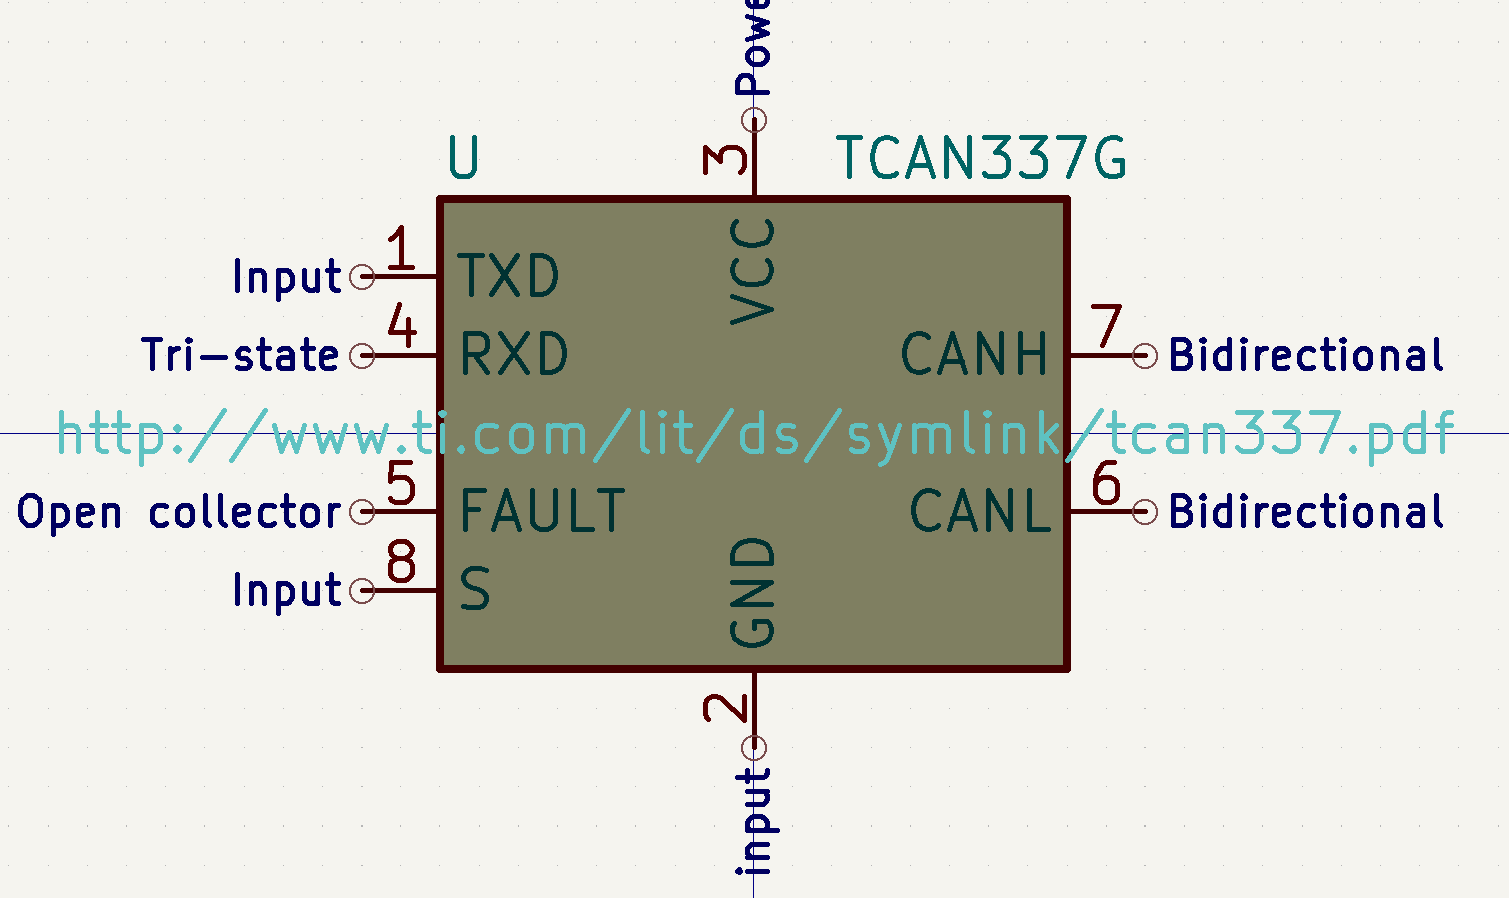 U
TCAN337G
3
VCC
Input
1
TXD
Tri-state
4
RXD
CANH
7
Bidirectional
http://www.ti.com/lit/ds/symlink/tcan337.pdf
Open collector
5
FAULT
CANL
6
Bidirectional
Input
8
S
GND
2
input